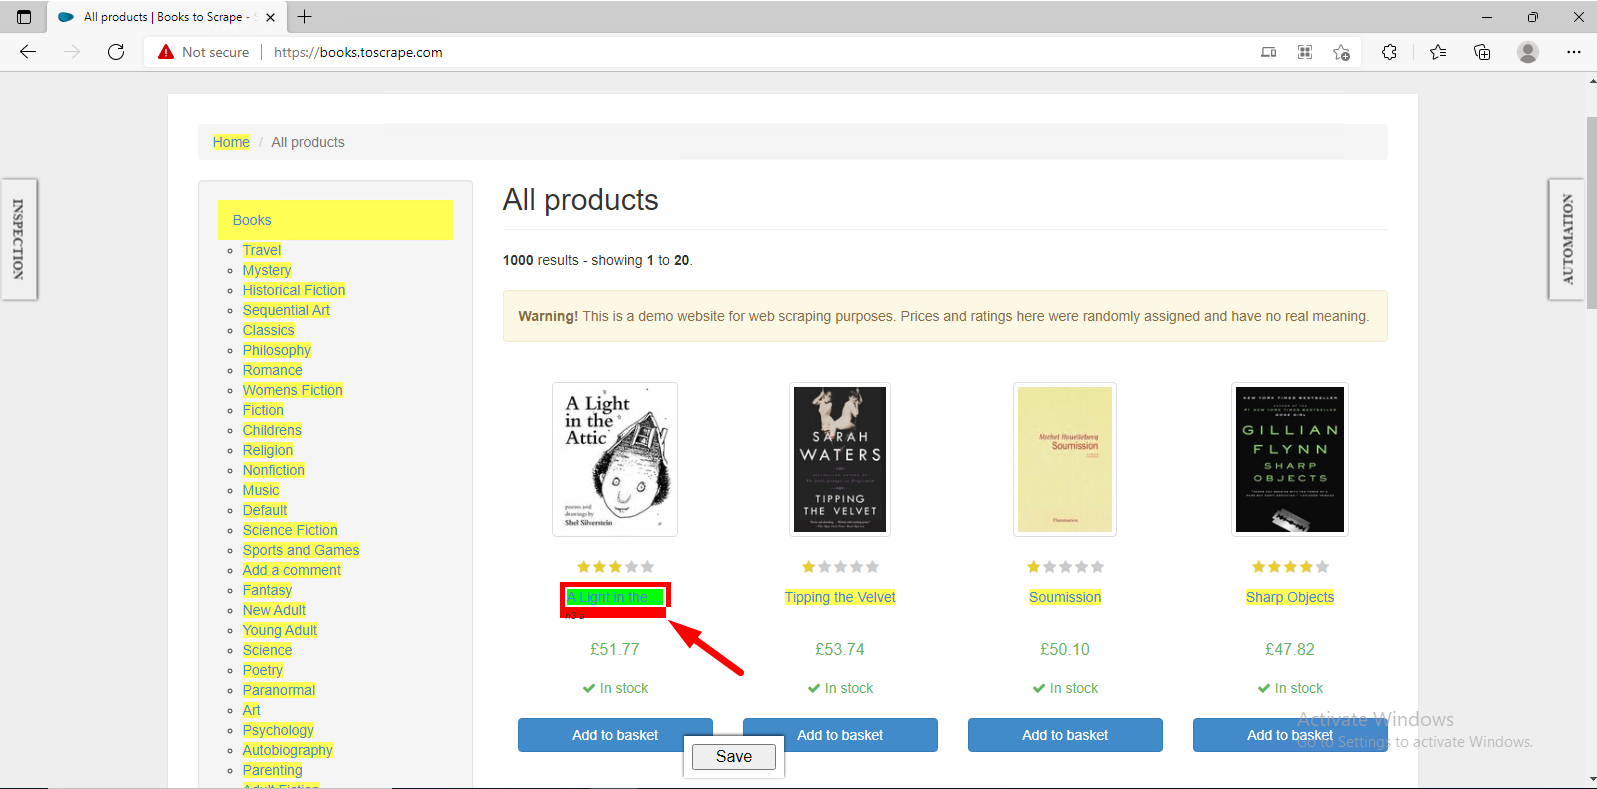 All products | Books to Scrape -
Not secure
https://books.toscrape.com
Home / All products
INSPECTION
AUTOMATION
Books
Travel
Mystery
Historical Fiction
Sequential Art
Classics
Philosophy
Romance
Womens Fiction
Fiction
Childrens
Religion
Nonfiction
Music
Default
Science Fiction
Sports and Games
Add a comment
Fantasy
New Adult
Young Adult
Science
Poetry
Paranormal
Art
Psychology
Autobiography
Parenting
Adult Fiction
All products
1000 results - showing 1 to 20.
Warning! This is a demo website for web scraping purposes. Prices and ratings here were randomly assigned and have no real meaning.
A Light
in the
Attic
poems and
drawings by
Shel Silverstein
SARAH
WATERS
TIPPING
THE VELVET
Michel Houellebecq
Soumission
Flammarion
NEW YORK TIMES BESTSELLER
GILLIAN
FLYNN
SHARP
OBJECTS
A Light in the ...
h3 a
Tipping the Velvet
Soumission
Sharp Objects
£51.77
£53.74
£50.10
£47.82
In stock
In stock
In stock
In stock
Add to basket
Add to basket
Add to basket
Add to basket
Save
Activate Windows
Go to Settings to activate Windows.